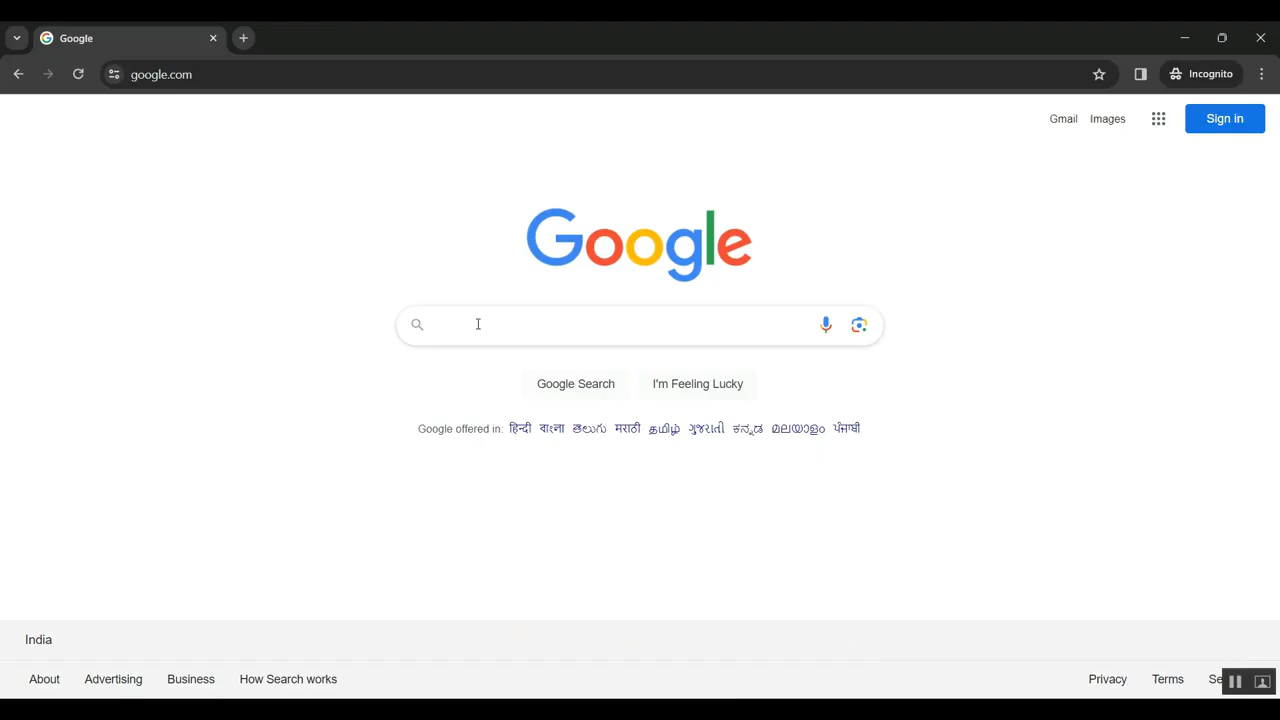 Google
google.com
Incognito
Gmail Images Sign in
Google
Google Search I'm Feeling Lucky
Google offered in: हिन्दी বাংলা తెలుగు मराठी தமிழ் ગુજરાતી ಕನ್ನಡ മലയാളം ਪੰਜਾਬੀ
India
About Advertising Business How Search works Privacy Terms